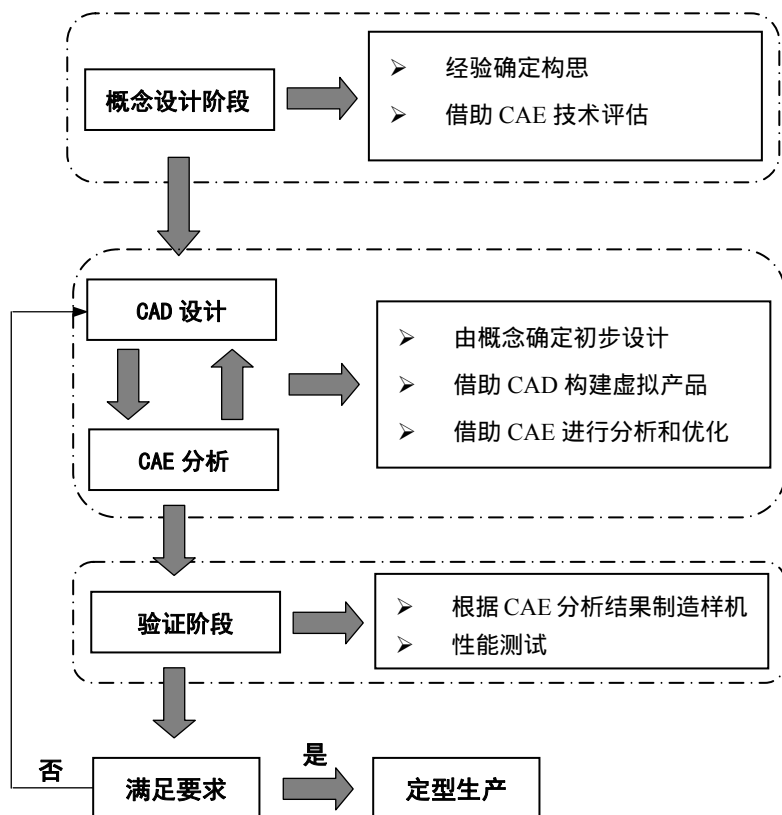 概念设计阶段
➢ 经验确定构思
➢ 借助 CAE 技术评估
CAD 设计
CAE 分析
➢ 由概念确定初步设计
➢ 借助 CAD 构建虚拟产品
➢ 借助 CAE 进行分析和优化
验证阶段
➢ 根据 CAE 分析结果制造样机
➢ 性能测试
否
满足要求
是
定型生产